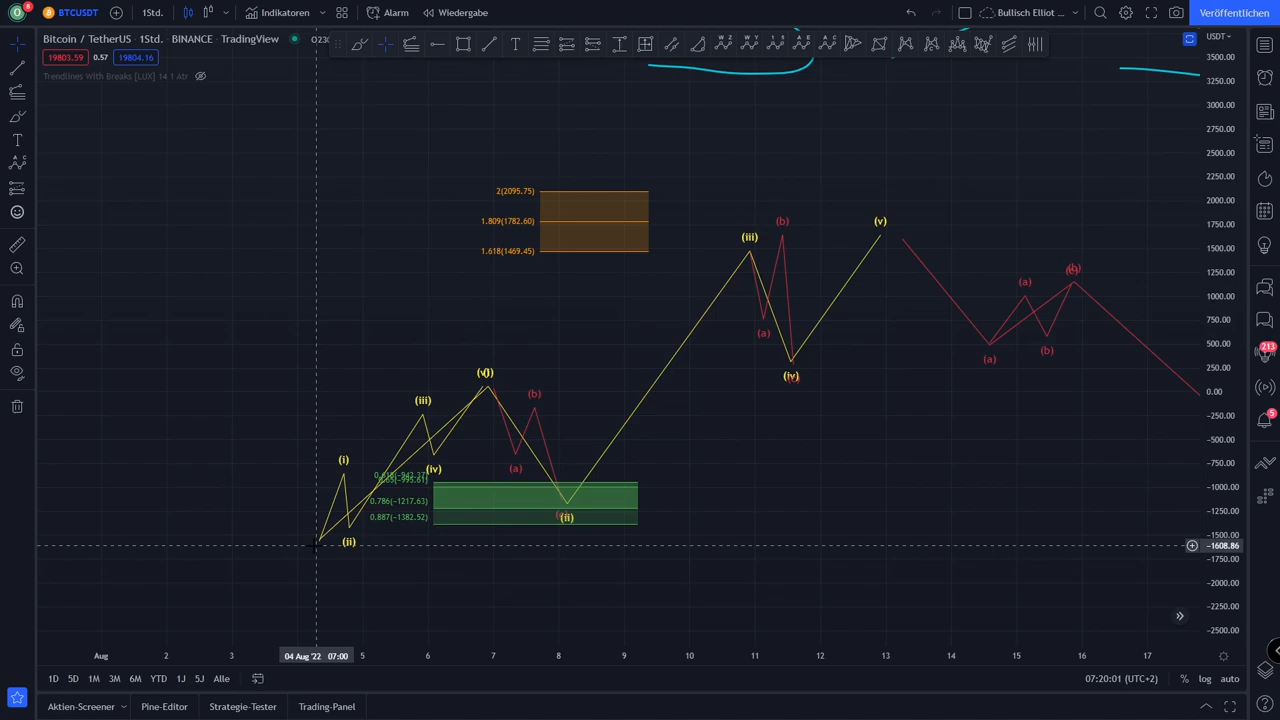 BTCUSDT
1Std.
Indikatoren
Alarm
Wiedergabe
Bullisch Elliot ...
Veröffentlichen
Bitcoin / TetherUS · 1Std. · BINANCE · TradingView
19803.59
0.57
19804.16
Trendlines With Breaks [LUX] 14 1 Atr
USDT
3500.00
3250.00
3000.00
2750.00
2500.00
2250.00
2000.00
1750.00
1500.00
1250.00
1000.00
750.00
500.00
250.00
0.00
−250.00
−500.00
−750.00
−1000.00
−1250.00
−1500.00
−1608.86
−1750.00
−2000.00
−2250.00
−2500.00
2(2095.75)
1.809(1782.60)
1.618(1469.45)
(iii)
(b)
(v)
(a)
(iv)
(a)
(b)
(a)
(b)
(i)
(iii)
(b)
(i)
(ii)
(iv)
(a)
(ii)
0.786(−1217.63)
0.887(−1382.52)
Aug
2
3
04 Aug '22 07:00
5
6
7
8
9
10
11
12
13
14
15
16
17
1D
5D
1M
3M
6M
YTD
1J
5J
Alle
07:20:01 (UTC+2)
%
log
auto
Aktien-Screener
Pine-Editor
Strategie-Tester
Trading-Panel
213
5
8